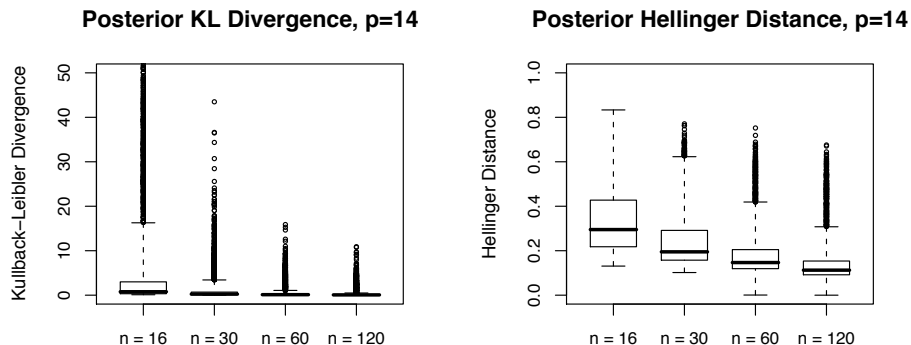 Posterior KL Divergence, p=14
Kullback−Leibler Divergence
50
40
30
20
10
0
n = 16 n = 30 n = 60 n = 120
Posterior Hellinger Distance, p=14
Hellinger Distance
1.0
0.8
0.6
0.4
0.2
0.0
n = 16 n = 30 n = 60 n = 120